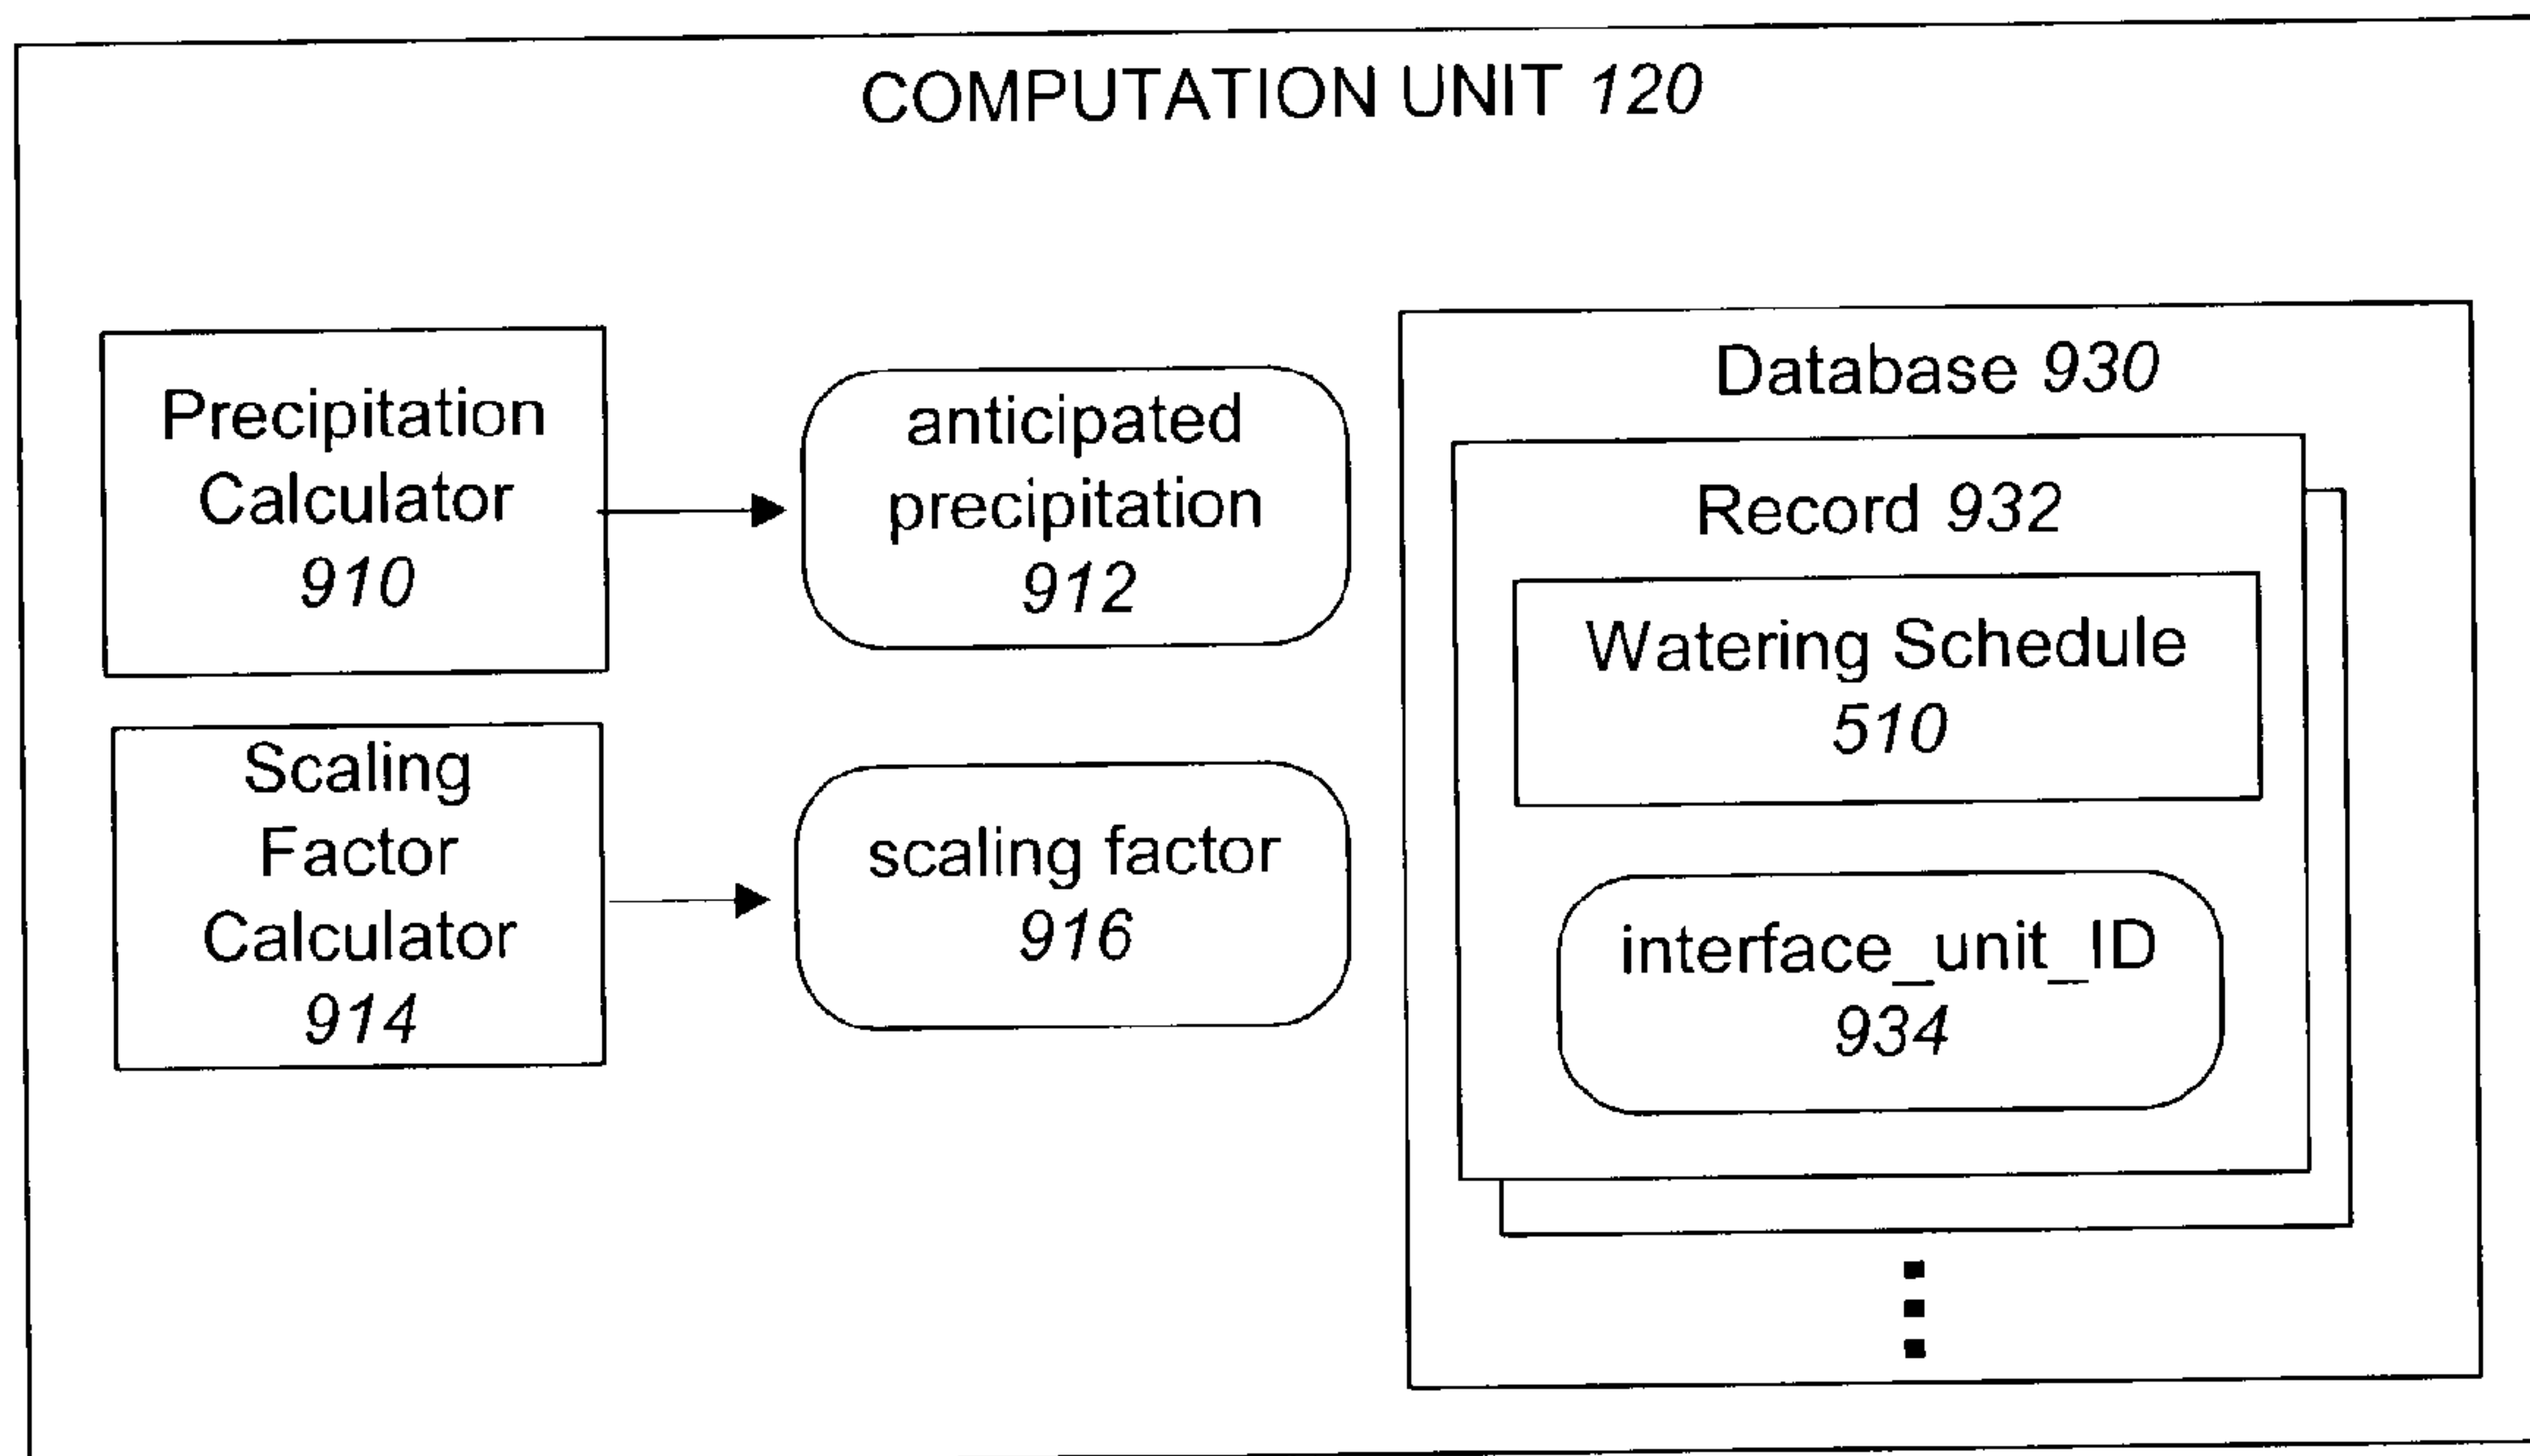 COMPUTATION UNIT 120
Precipitation
Calculator
910
anticipated
precipitation
912
Scaling
Factor
Calculator
914
scaling factor
916
Database 930
Record 932
Watering Schedule
510
interface_unit_ID
934